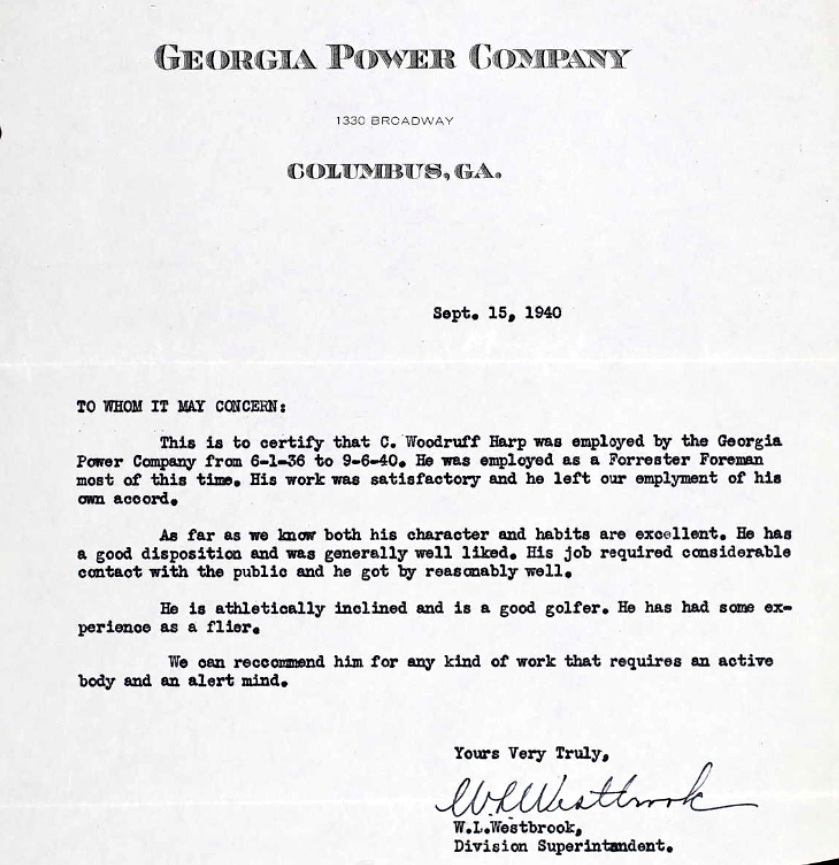 GEORGIA POWER COMPANY
1330 BROADWAY
COLUMBUS, GA.
Sept. 15, 1940
TO WHOM IT MAY CONCERN:
This is to certify that C. Woodruff Harp was employed by the Georgia
Power Company from 6-1-36 to 9-6-40. He was employed as a Forrester Foreman
most of this time. His work was satisfactory and he left our emplyment of his
own accord.
As far as we know both his character and habits are excellent. He has
a good disposition and was generally well liked. His job required considerable
contact with the public and he got by reasonably well.
He is athletically inclined and is a good golfer. He has had some ex-
perience as a flier.
We can reccommend him for any kind of work that requires an active
body and an alert mind.
Yours Very Truly,
W.L.Westbrook
W.L.Westbrook,
Division Superintandent.